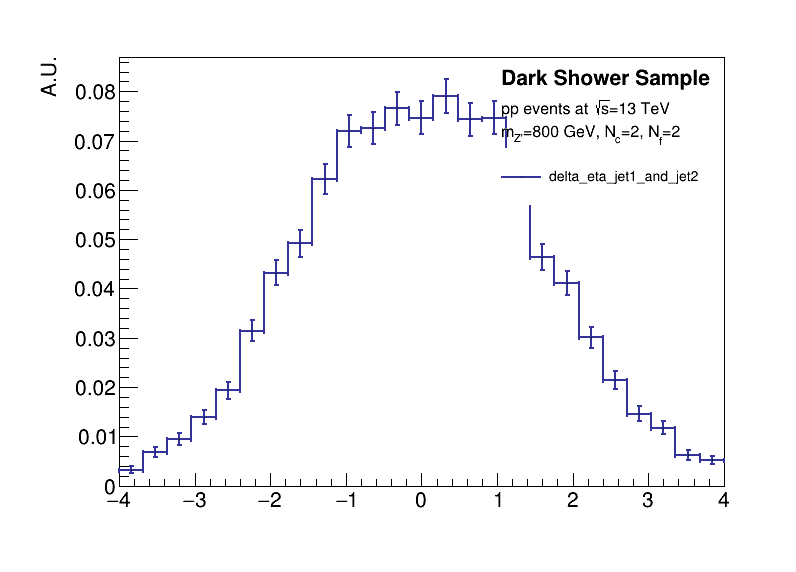 A.U.
Dark Shower Sample
pp events at √s=13 TeV
m_Z'=800 GeV, N_c=2, N_f=2
delta_eta_jet1_and_jet2
0.08
0.07
0.06
0.05
0.04
0.03
0.02
0.01
0
−4 −3 −2 −1 0 1 2 3 4